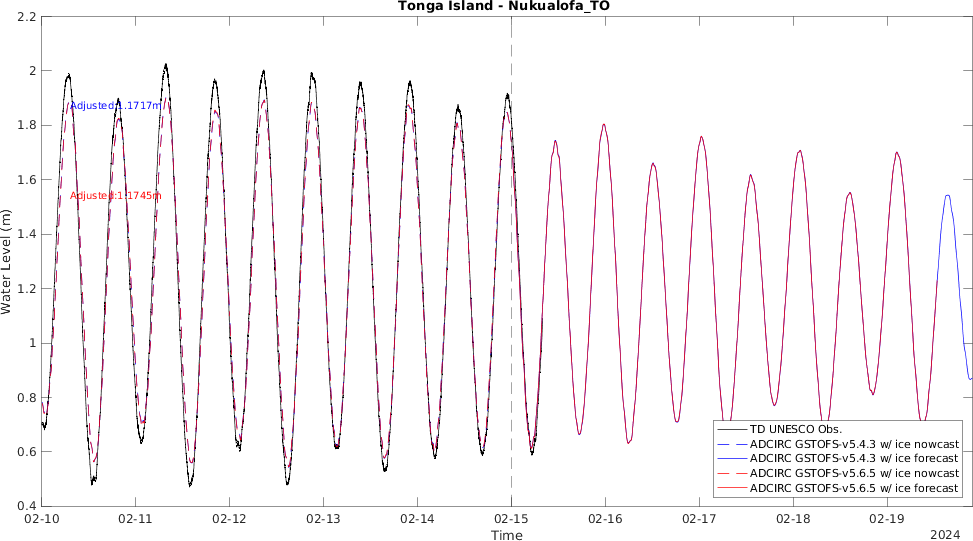 Tonga Island - Nukualofa_TO
2.2
2
1.8
1.6
1.4
1.2
1
0.8
0.6
0.4
Water Level (m)
Adjusted:1.1717m
Adjusted:1.1745m
TD UNESCO Obs.
ADCIRC GSTOFS-v5.4.3 w/ ice nowcast
ADCIRC GSTOFS-v5.4.3 w/ ice forecast
ADCIRC GSTOFS-v5.6.5 w/ ice nowcast
ADCIRC GSTOFS-v5.6.5 w/ ice forecast
02-10 02-11 02-12 02-13 02-14 02-15 02-16 02-17 02-18 02-19
Time
2024